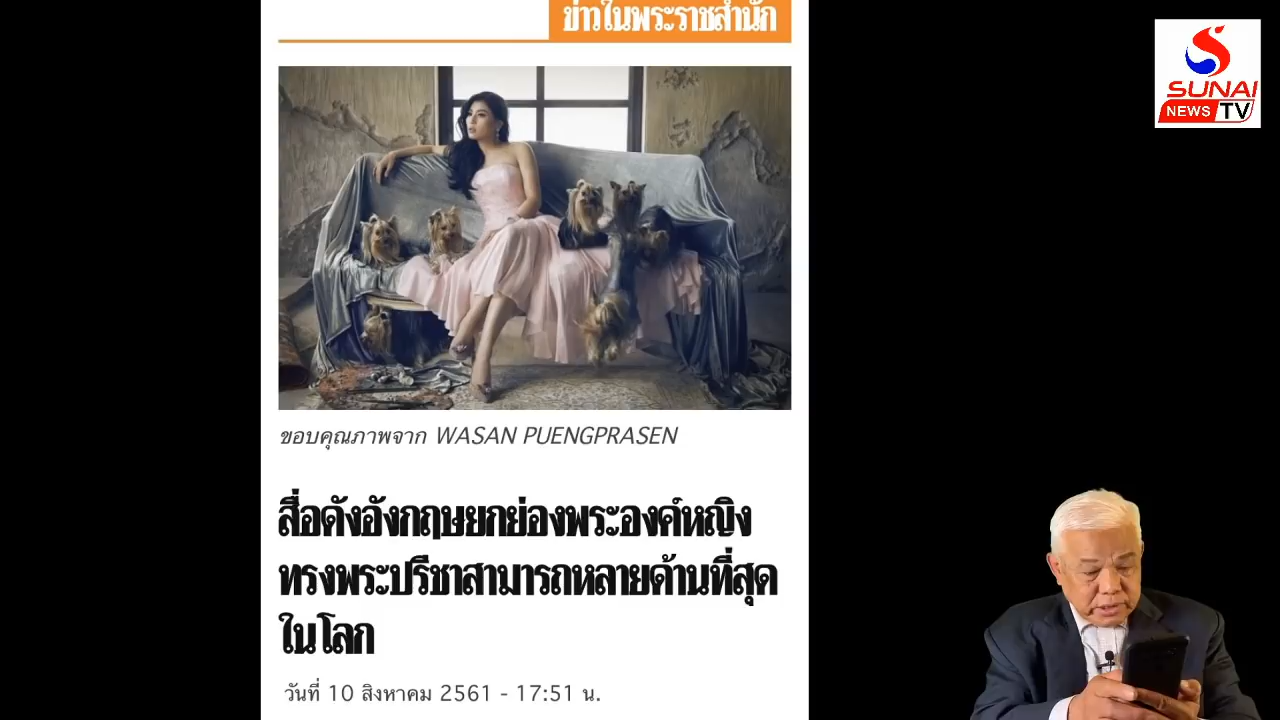 ข่าวในพระราชสำนัก
SUNAI
NEWS TV
ขอบคุณภาพจาก WASAN PUENGPRASEN
สื่อดังอังกฤษยกย่องพระองค์หญิง
ทรงพระปรีชาสามารถหลายด้านที่สุด
ในโลก
วันที่ 10 สิงหาคม 2561 - 17:51 น.